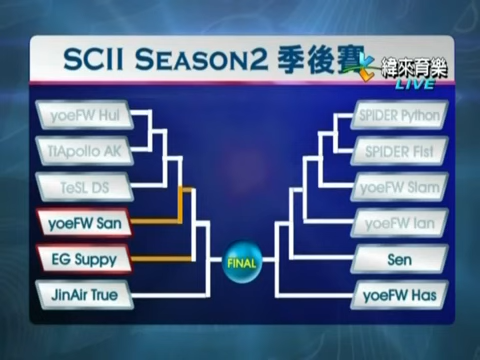 SCII SEASON2 季後賽
緯來育樂
LIVE
yoeFW Hui
TtApollo AK
TeSL DS
yoeFW San
EG Suppy
JinAir True
FINAL
SPIDER Python
SPIDER Fist
yoeFW Slam
yoeFW Ian
Sen
yoeFW Has